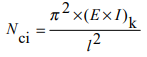 N_ci = π²×(E×I)_k / l²